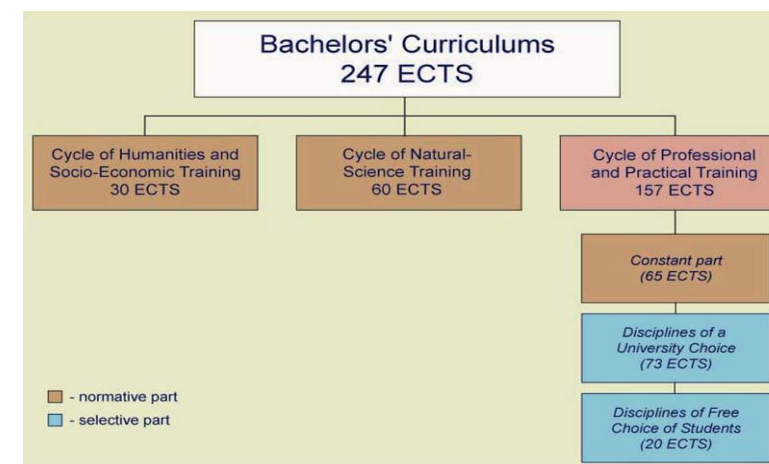 Bachelors' Curriculums
247 ECTS
Cycle of Humanities and
Socio-Economic Training
30 ECTS
Cycle of Natural-
Science Training
60 ECTS
Cycle of Professional
and Practical Training
157 ECTS
Constant part
(65 ECTS)
Disciplines of a
University Choice
(73 ECTS)
Disciplines of Free
Choice of Students
(20 ECTS)
- normative part
- selective part